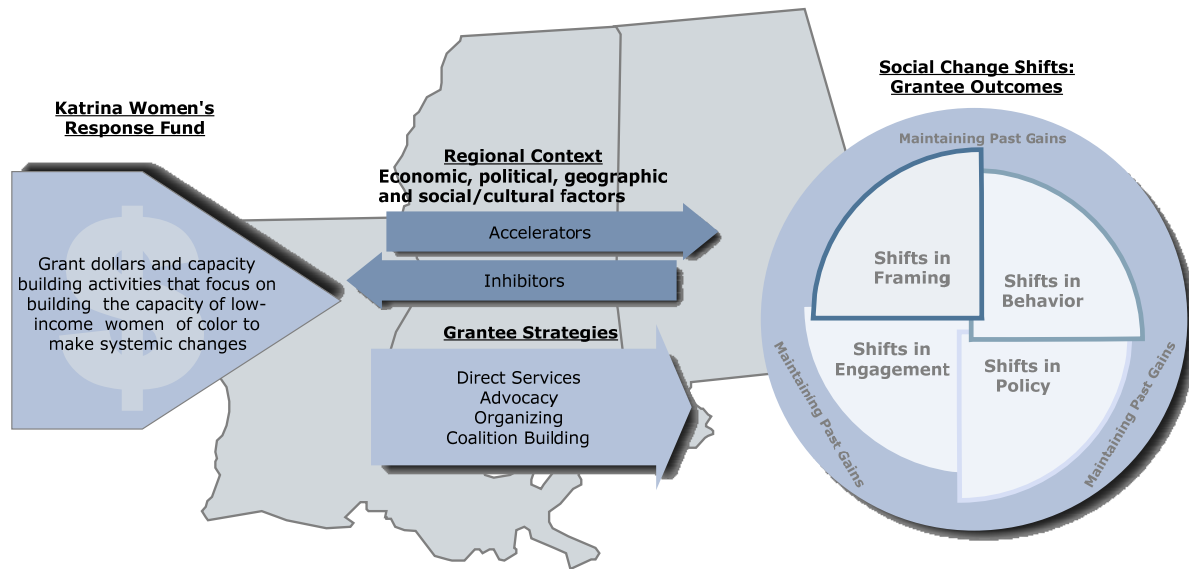 Katrina Women's
Response Fund
$
Grant dollars and capacity
building activities that focus on
building the capacity of low-
income women of color to
make systemic changes
Regional Context
Economic, political, geographic
and social/cultural factors
Accelerators
Inhibitors
Grantee Strategies
Direct Services
Advocacy
Organizing
Coalition Building
Social Change Shifts:
Grantee Outcomes
Maintaining Past Gains
Shifts in
Framing
Shifts in
Behavior
Shifts in
Engagement
Shifts in
Policy
Maintaining Past Gains
Maintaining Past Gains